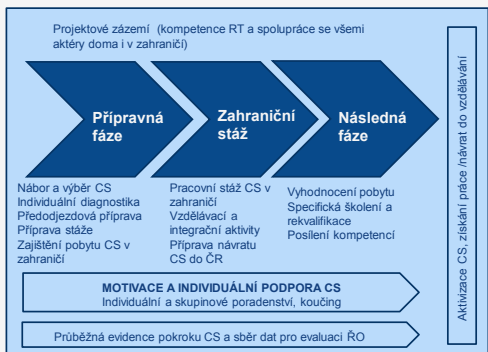 Projektové zázemí  (kompetence RT a spolupráce se všemi
aktéry doma i v zahraničí)
Přípravná
fáze
Zahraniční
stáž
Následná
fáze
Nábor a výběr CS
Individuální diagnostika
Předodjezdová příprava
Příprava stáže
Zajištění pobytu CS v
zahraničí
Pracovní stáž CS v
zahraničí
Vzdělávací a
integrační aktivity
Příprava návratu
CS do ČR
Vyhodnocení pobytu
Specifická školení a
rekvalifikace
Posílení kompetencí
MOTIVACE A INDIVIDUÁLNÍ PODPORA CS
Individuální a skupinové poradenství, koučing
Průběžná evidence pokroku CS a sběr dat pro evaluaci ŘO
Aktivizace CS, získání práce /návrat do vzdělávání